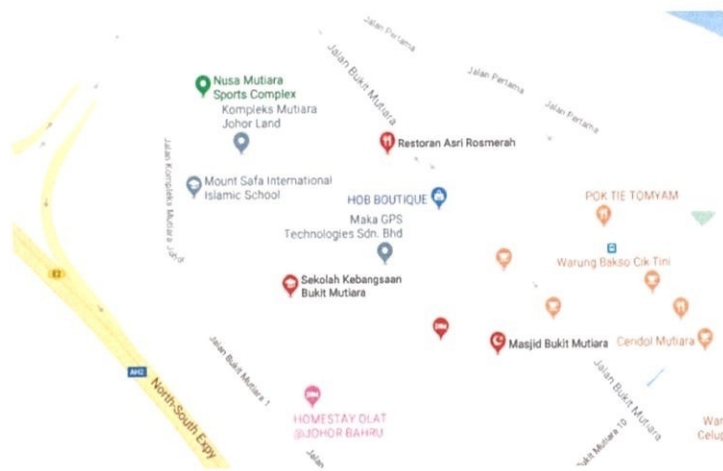 Jalan Pertama
Jalan Bukit Mutiara
Jalan Pertama
Jalan Pertama
Nusa Mutiara
Sports Complex
Kompleks Mutiara
Johor Land
Restoran Asri Rosmerah
Jalan Kompleks Mutiara Johor
Mount Safa International
Islamic School
HOB BOUTIQUE
POK TIE TOMYAM
Maka GPS
Technologies Sdn. Bhd
Warung Bakso Cik Tini
E2
Sekolah Kebangsaan
Bukit Mutiara
Masjid Bukit Mutiara
Cendol Mutiara
Jalan Bukit Mutiara 1
AH2
North-South Expy
Jalan Bukit Mutiara
HOMESTAY OLAT
@JOHOR BAHRU
War
Celup
Bukit Mutiara 10
Jalan